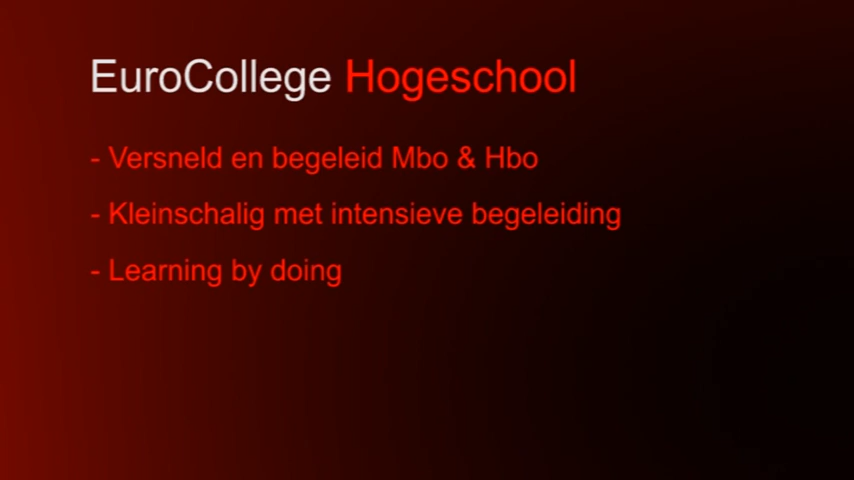 EuroCollege Hogeschool
- Versneld en begeleid Mbo & Hbo
- Kleinschalig met intensieve begeleiding
- Learning by doing